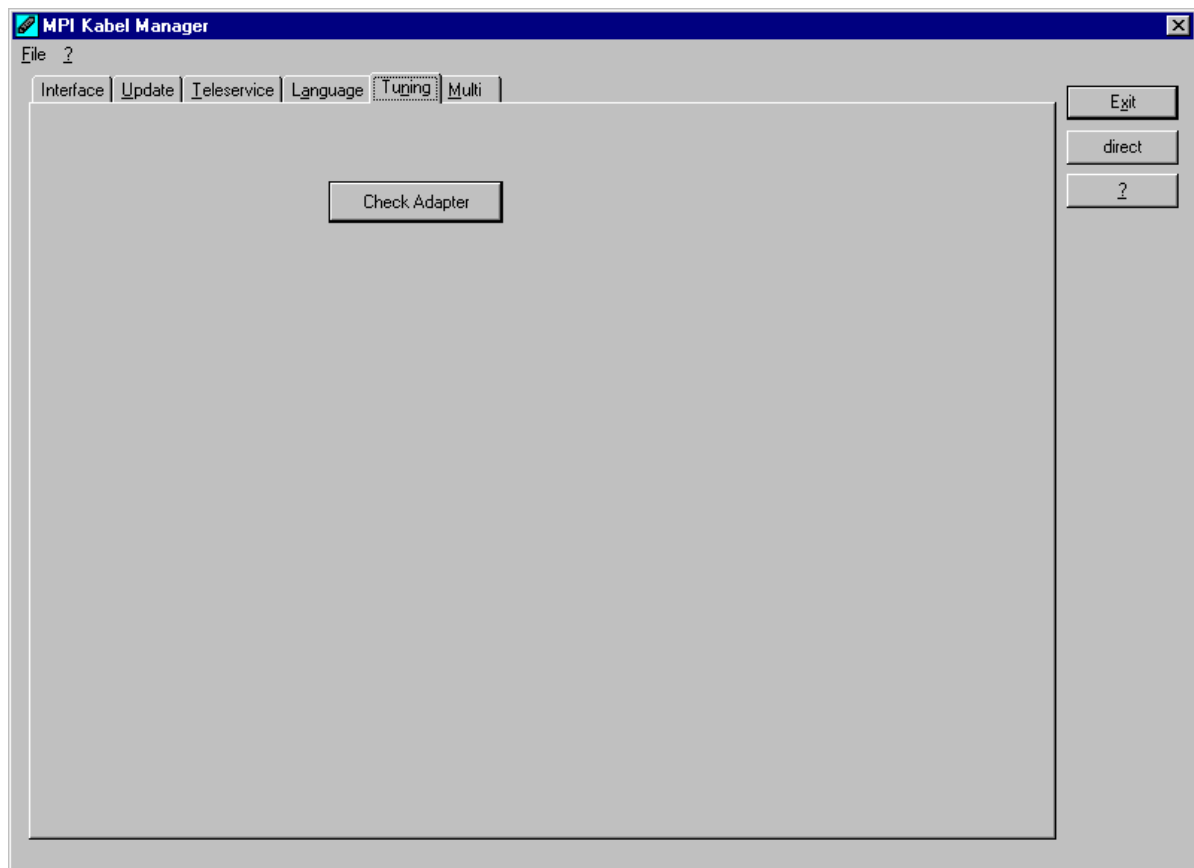 MPI Kabel Manager
File ?
Interface Update Teleservice Language Tuning Multi
Exit
direct
?
Check Adapter